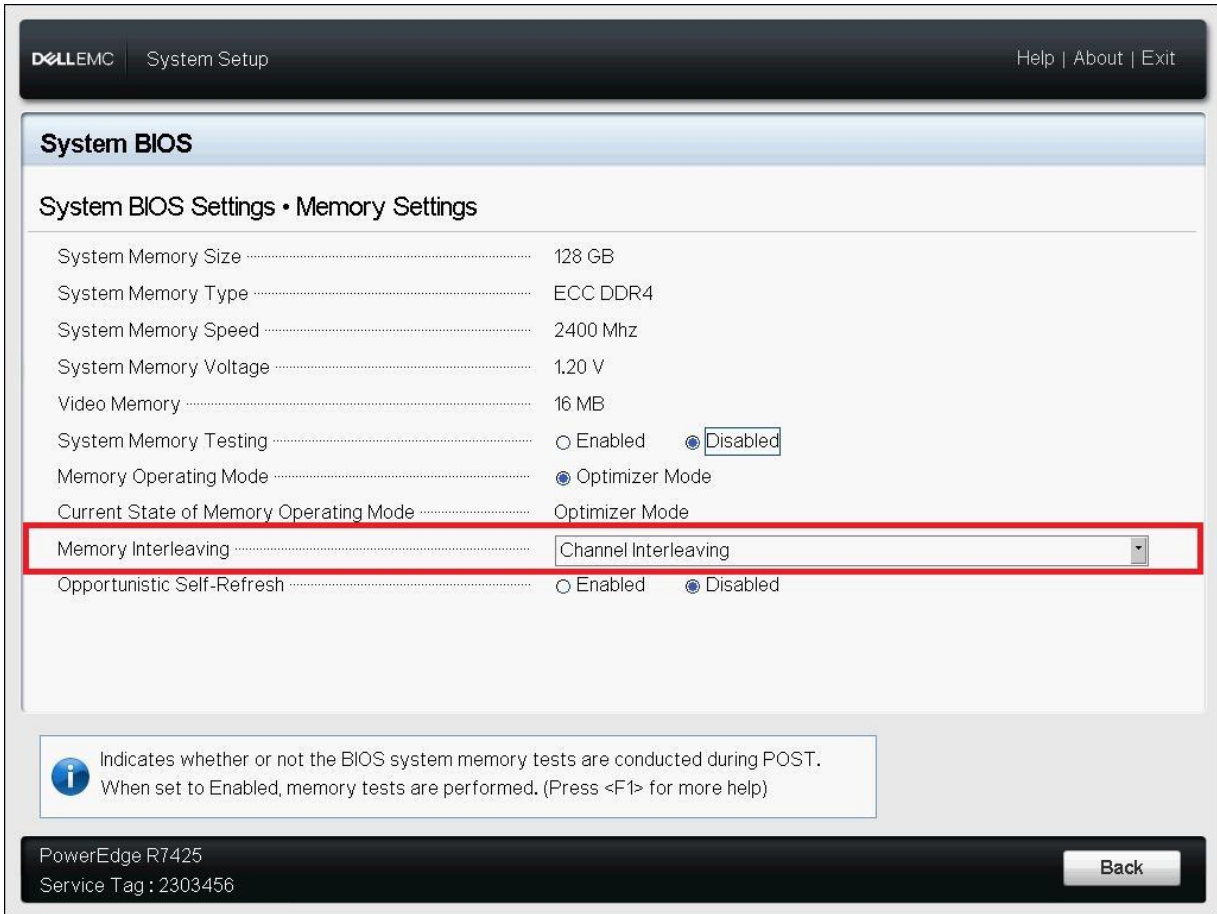 DELLEMC System Setup Help | About | Exit
System BIOS
System BIOS Settings • Memory Settings
System Memory Size 128 GB
System Memory Type ECC DDR4
System Memory Speed 2400 Mhz
System Memory Voltage 1.20 V
Video Memory 16 MB
System Memory Testing Enabled Disabled
Memory Operating Mode Optimizer Mode
Current State of Memory Operating Mode Optimizer Mode
Memory Interleaving Channel Interleaving
Opportunistic Self-Refresh Enabled Disabled
Indicates whether or not the BIOS system memory tests are conducted during POST.
When set to Enabled, memory tests are performed. (Press <F1> for more help)
PowerEdge R7425
Service Tag : 2303456
Back